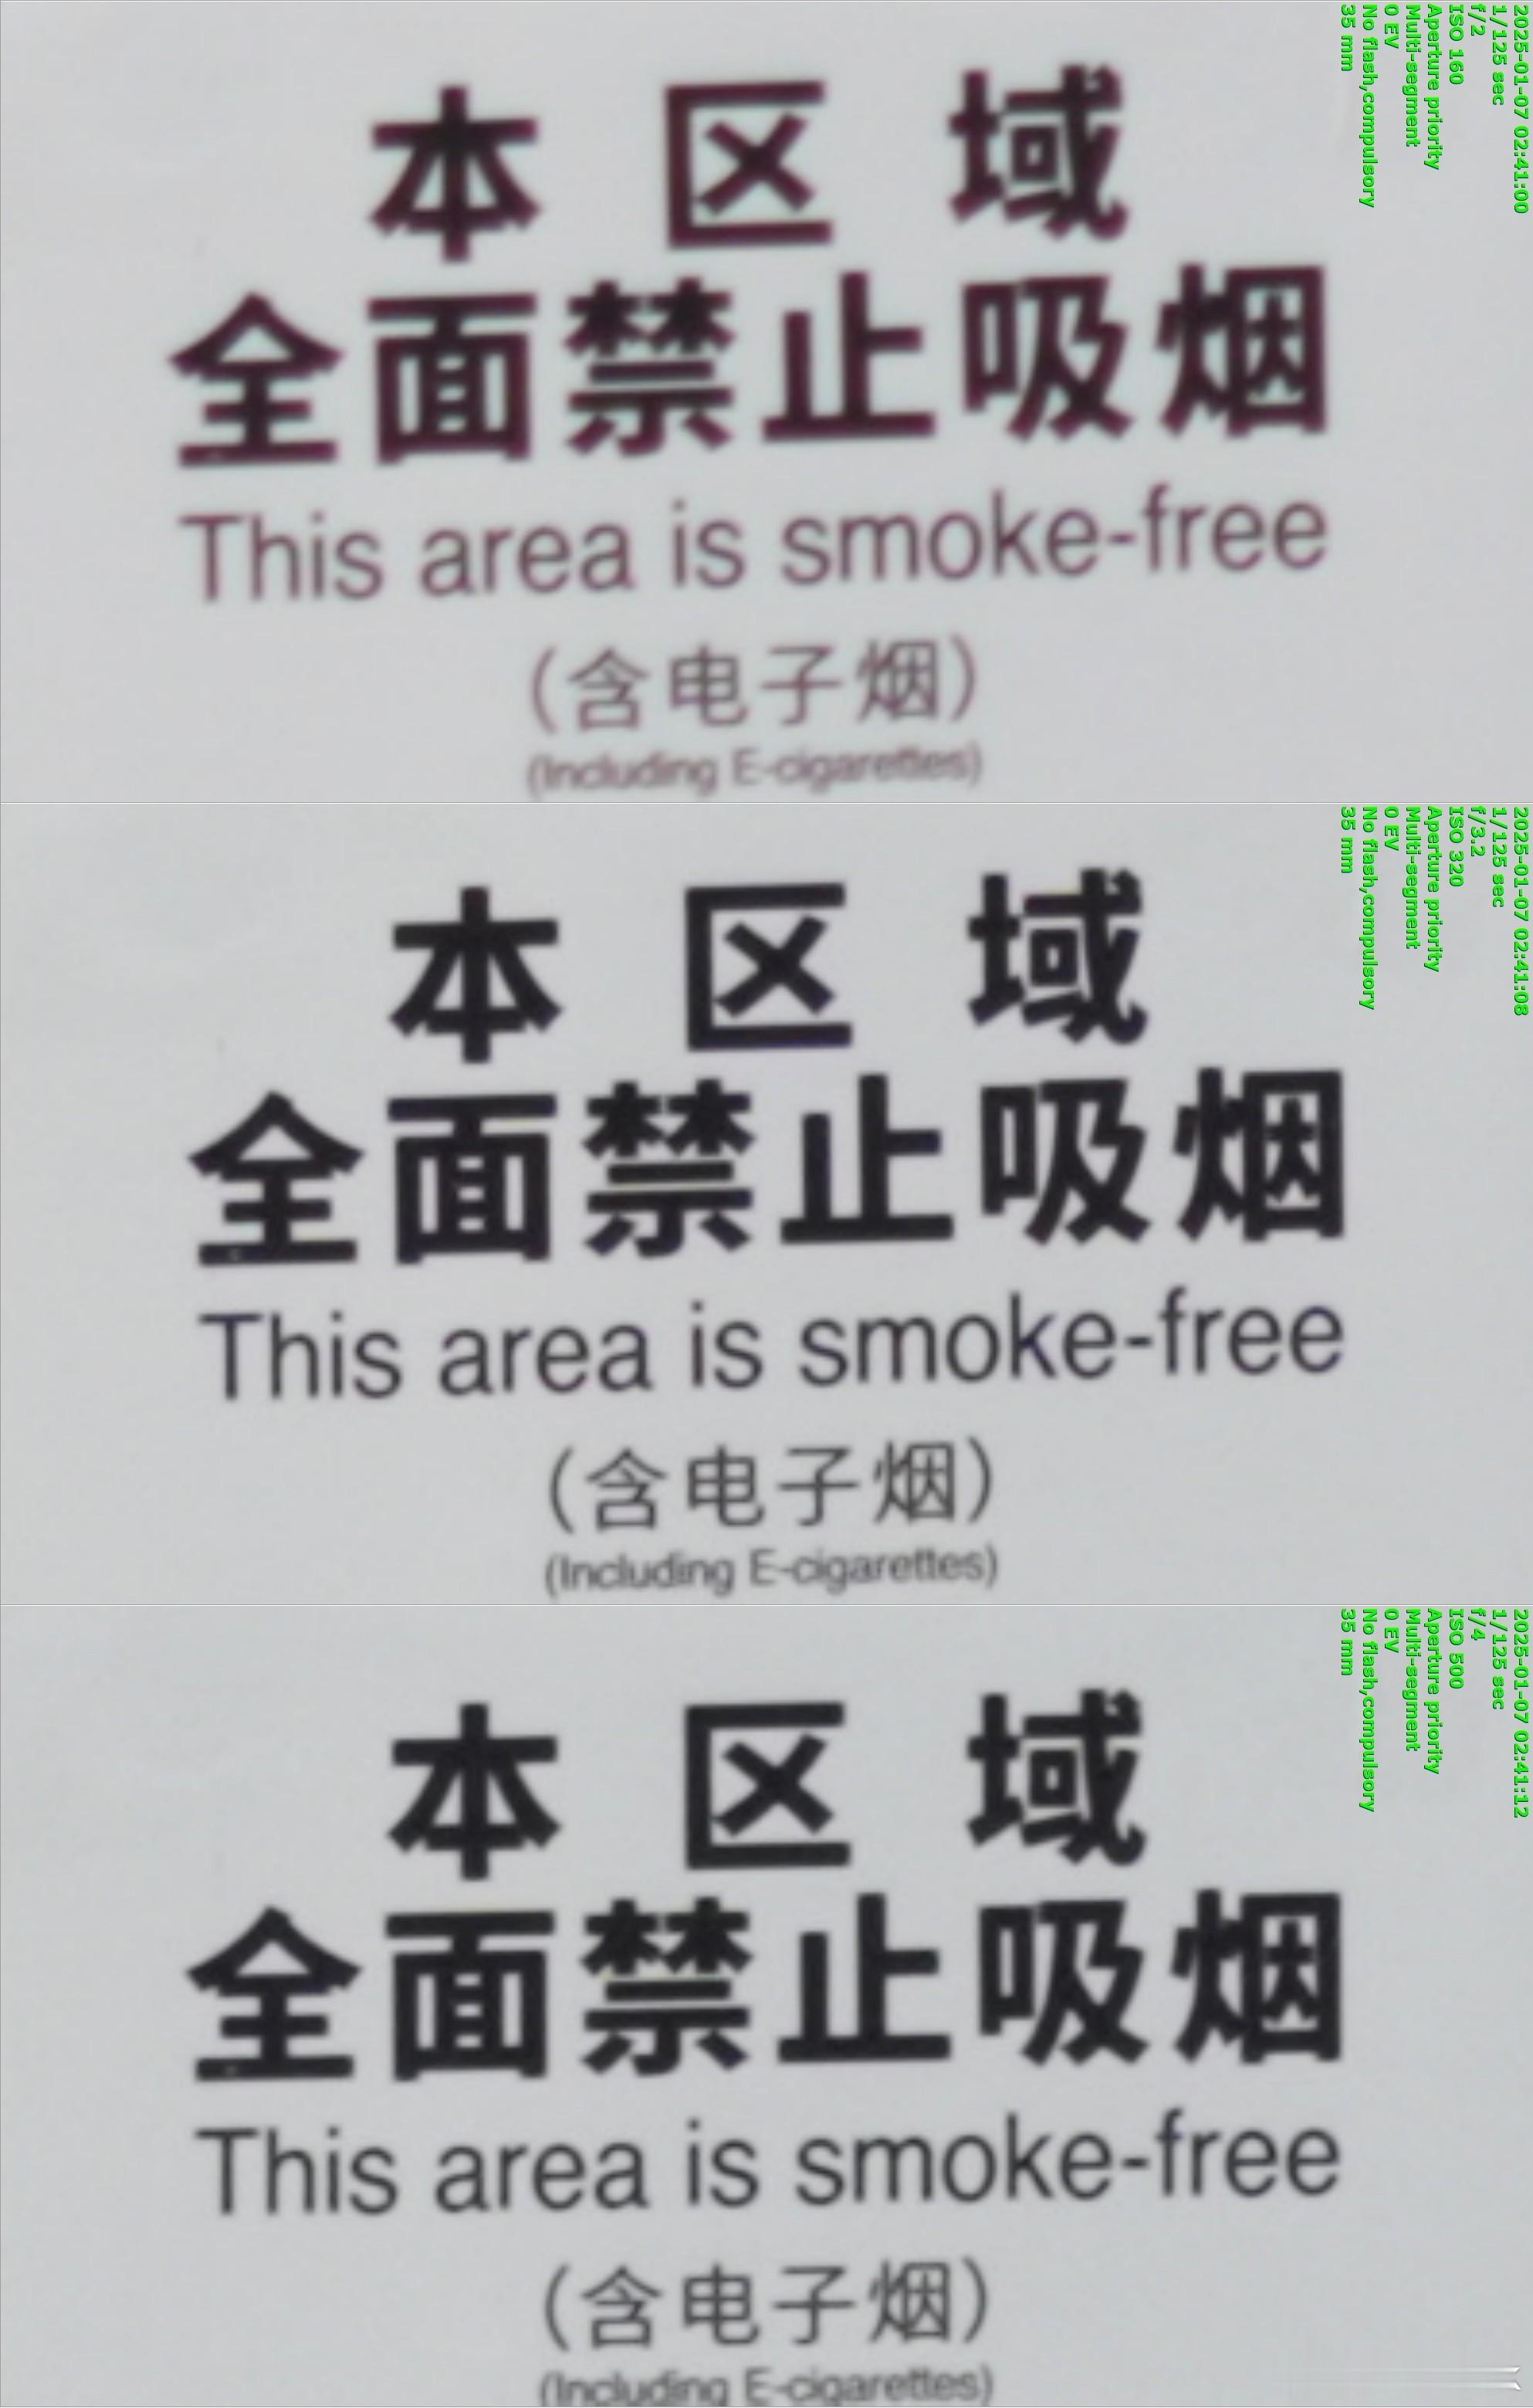 本 区 域
全面禁止吸烟
This area is smoke-free
(含电子烟)
(Including E-cigarettes)
2025-01-07 02:41:00
1/125 sec
f/2
ISO 160
Aperture priority
Multi-segment
0 EV
No flash,compulsory
35 mm
本 区 域
全面禁止吸烟
This area is smoke-free
(含电子烟)
(Including E-cigarettes)
2025-01-07 02:41:08
1/125 sec
f/3.2
ISO 320
Aperture priority
Multi-segment
0 EV
No flash,compulsory
35 mm
本 区 域
全面禁止吸烟
This area is smoke-free
(含电子烟)
(Including E-cigarettes)
2025-01-07 02:41:12
1/125 sec
f/4
ISO 500
Aperture priority
Multi-segment
0 EV
No flash,compulsory
35 mm